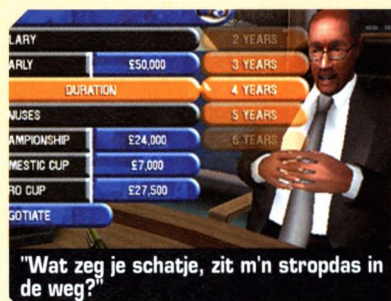 LARY
2 YEARS
ARLY £50,000 3 YEARS
DURATION 4 YEARS
NUSES 5 YEARS
AMPIONSHIP £24,000 6 YEARS
MESTIC CUP £7,000
RO CUP £27,500
GOTIATE
"Wat zeg je schatje, zit m'n stropdas in
de weg?"